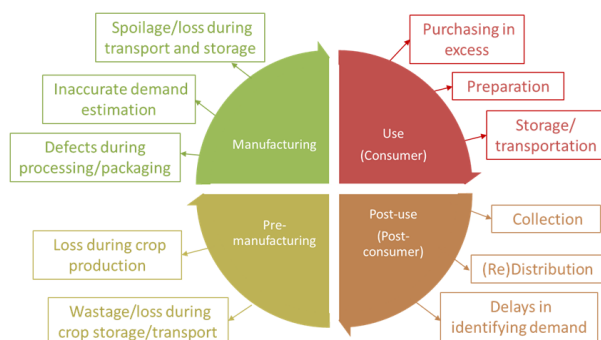 Spoilage/loss during
transport and storage
Inaccurate demand
estimation
Defects during
processing/packaging
Manufacturing
Purchasing in
excess
Preparation
Storage/
transportation
Use
(Consumer)
Pre-
manufacturing
Loss during crop
production
Wastage/loss during
crop storage/transport
Post-use
(Post-
consumer)
Collection
(Re)Distribution
Delays in
identifying demand